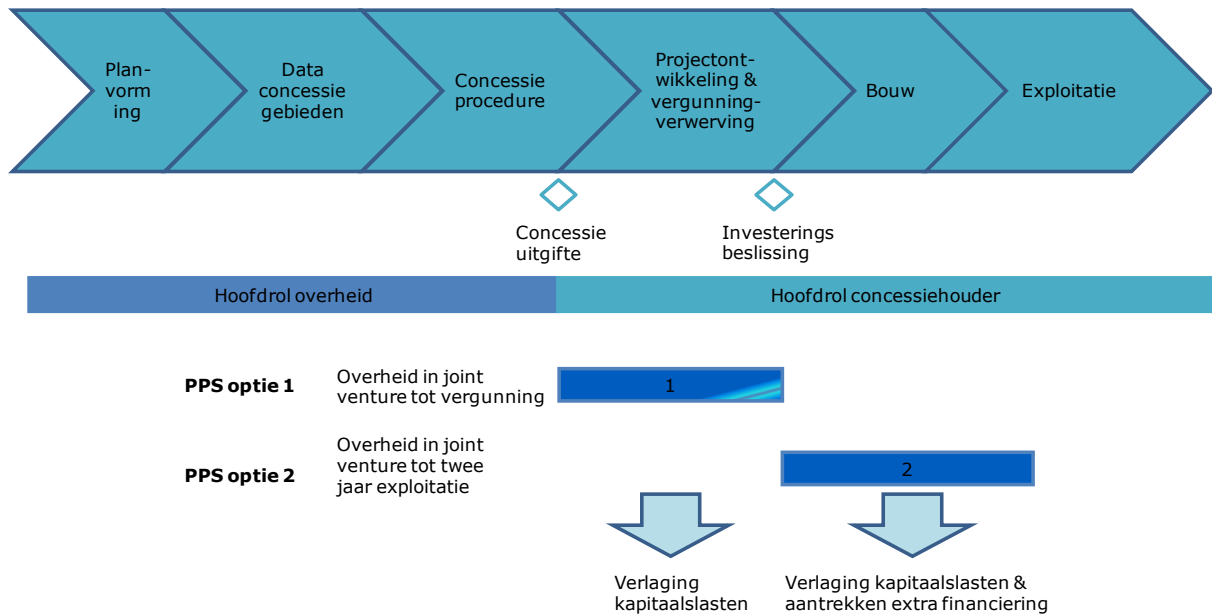 Plan-
vorm
ing
Data
concessie
gebieden
Concessie
procedure
Projectont-
wikkeling &
vergunning-
verwerving
Bouw
Exploitatie
Concessie
uitgifte
Investerings
beslissing
Hoofdrol overheid
Hoofdrol concessiehouder
PPS optie 1
Overheid in joint
venture tot vergunning
1
PPS optie 2
Overheid in joint
venture tot twee
jaar exploitatie
2
Verlaging
kapitaalslasten
Verlaging kapitaalslasten &
aantrekken extra financiering